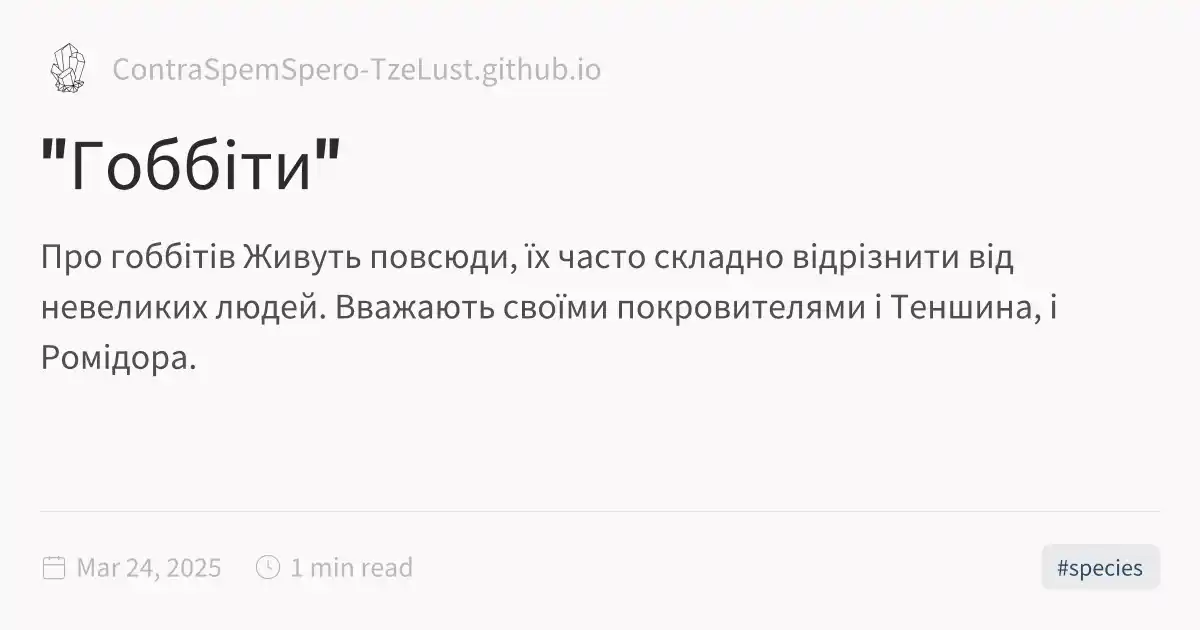 ContraSpemSpero-TzeLust.github.io
"Гоббіти"
Про гоббітів Живуть повсюди, їх часто складно відрізнити від
невеликих людей. Вважають своїми покровителями і Теншина, і
Ромідора.
Mar 24, 2025 1 min read #species